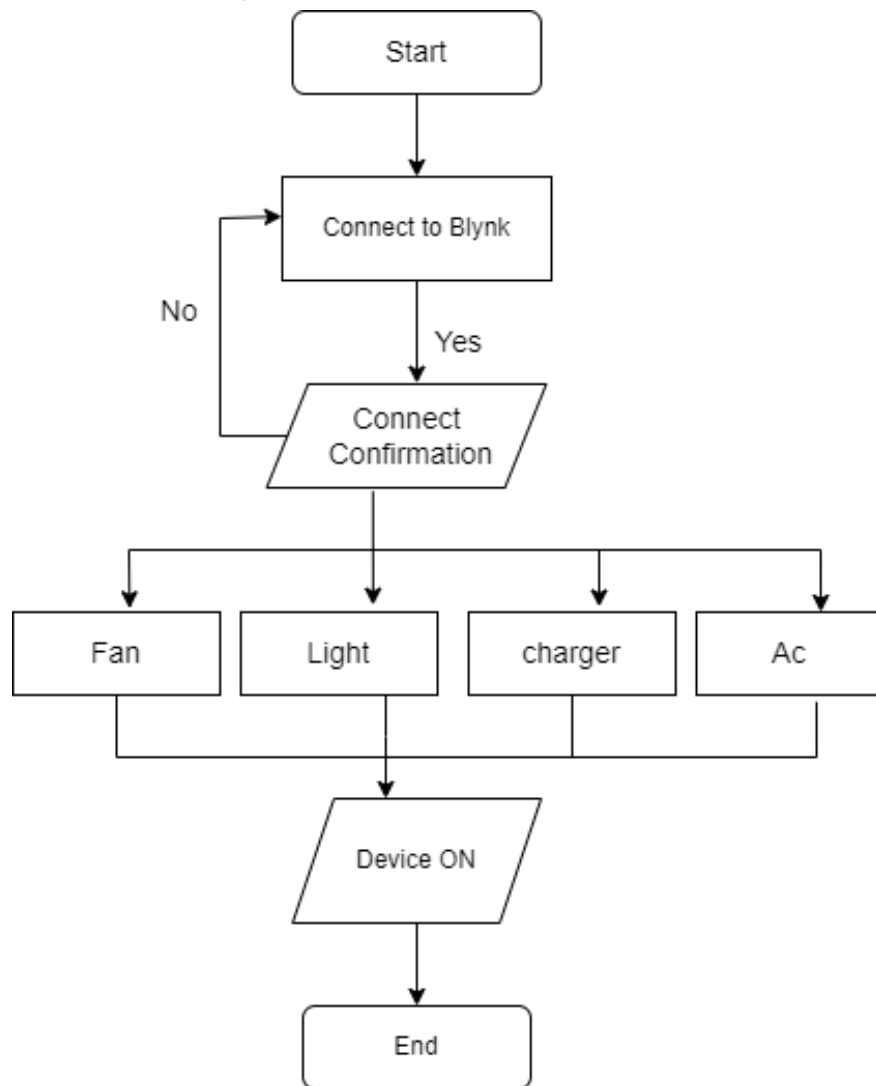 Start
Connect to Blynk
No
Yes
Connect
Confirmation
Fan
Light
charger
Ac
Device ON
End